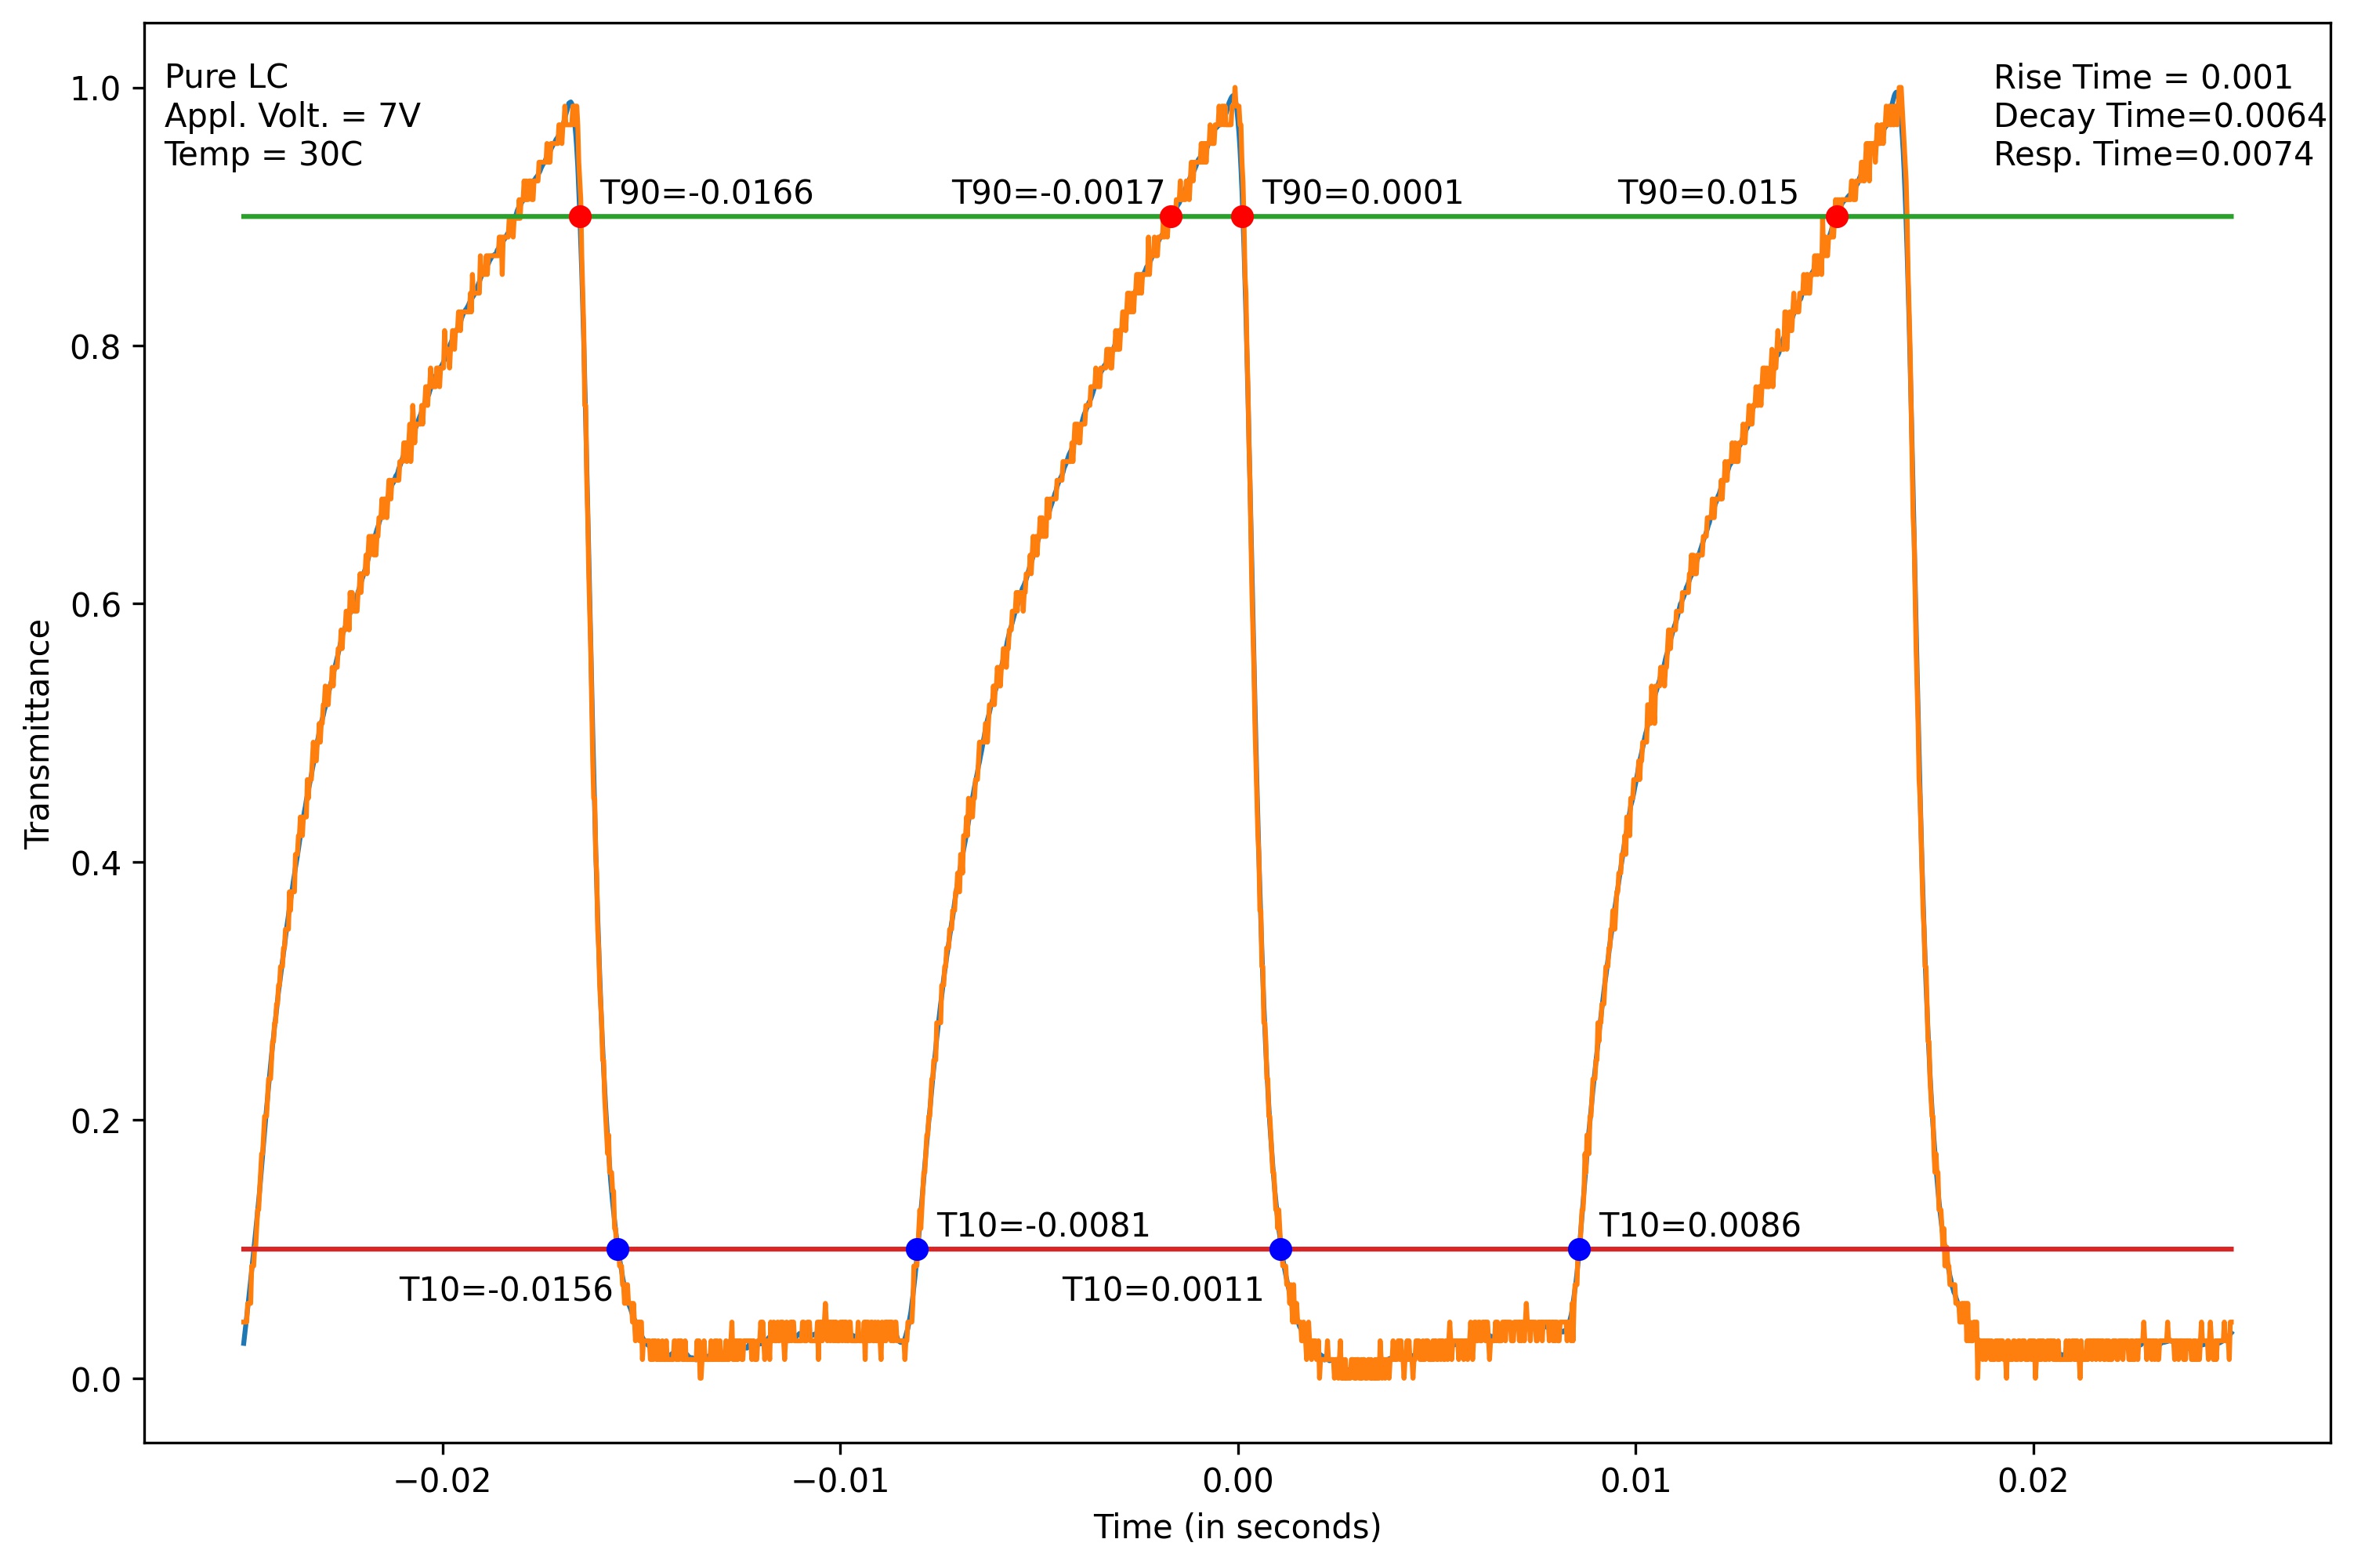 Pure LC
Appl. Volt. = 7V
Temp = 30C
Rise Time = 0.001
Decay Time=0.0064
Resp. Time=0.0074
T90=-0.0166
T90=-0.0017
T90=0.0001
T90=0.015
T10=-0.0081
T10=0.0086
T10=-0.0156
T10=0.0011
1.0
0.8
0.6
0.4
0.2
0.0
Transmittance
−0.02
−0.01
0.00
0.01
0.02
Time (in seconds)